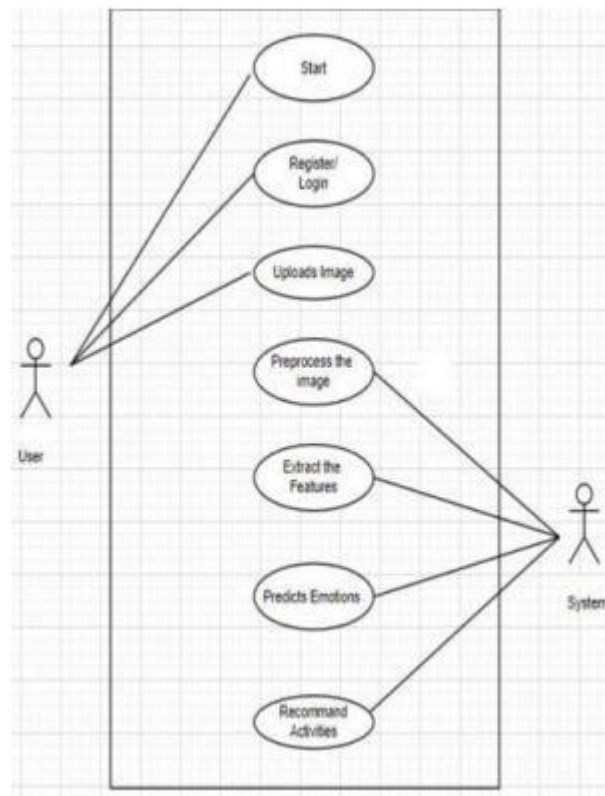 Start
Register/
Login
Uploads Image
Preprocess the
image
User
Extract the
Features
Predicts Emotions
System
Recommand
Activities